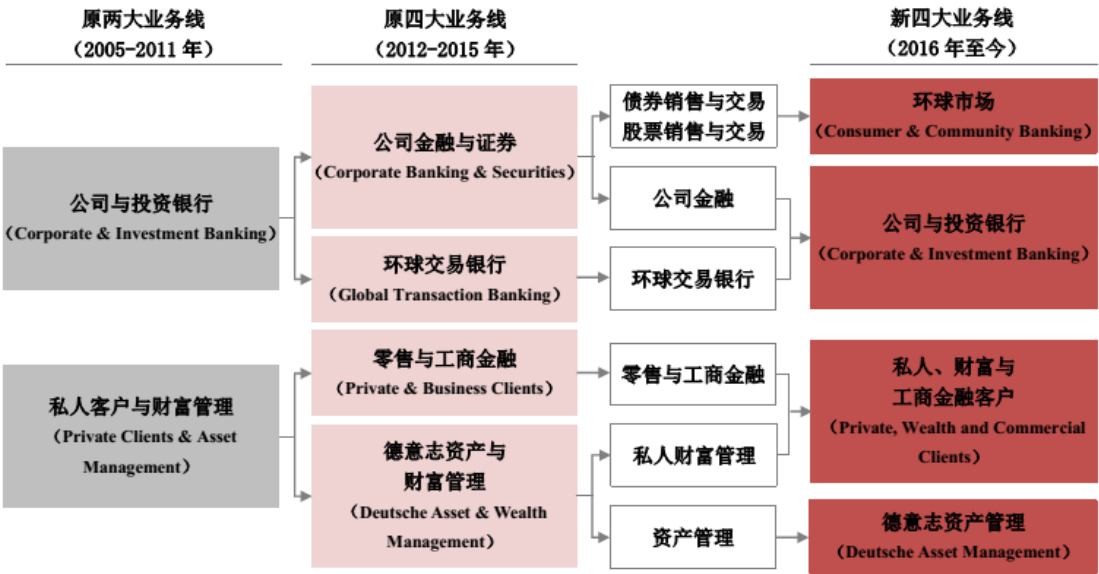 原两大业务线
（2005-2011 年）
原四大业务线
（2012-2015 年）
新四大业务线
（2016 年至今）
公司与投资银行
（Corporate & Investment Banking）
私人客户与财富管理
（Private Clients & Asset
Management）
公司金融与证券
（Corporate Banking & Securities）
环球交易银行
（Global Transaction Banking）
零售与工商金融
（Private & Business Clients）
德意志资产与
财富管理
（Deutsche Asset & Wealth
Management）
债券销售与交易
股票销售与交易
公司金融
环球交易银行
零售与工商金融
私人财富管理
资产管理
环球市场
（Consumer & Community Banking）
公司与投资银行
（Corporate & Investment Banking）
私人、财富与
工商金融客户
（Private, Wealth and Commercial
Clients）
德意志资产管理
（Deutsche Asset Management）